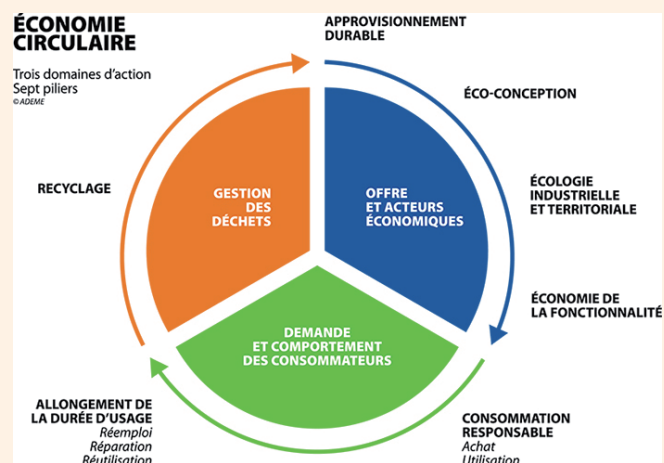 ÉCONOMIE
CIRCULAIRE
Trois domaines d'action
Sept piliers
© ADEME
APPROVISIONNEMENT
DURABLE
ÉCO-CONCEPTION
ÉCOLOGIE
INDUSTRIELLE
ET TERRITORIALE
ÉCONOMIE DE
LA FONCTIONNALITÉ
OFFRE
ET ACTEURS
ÉCONOMIQUES
CONSOMMATION
RESPONSABLE
Achat
Utilisation
DEMANDE
ET COMPORTEMENT
DES CONSOMMATEURS
ALLONGEMENT DE
LA DURÉE D'USAGE
Réemploi
Réparation
Réutilisation
RECYCLAGE
GESTION
DES
DÉCHETS